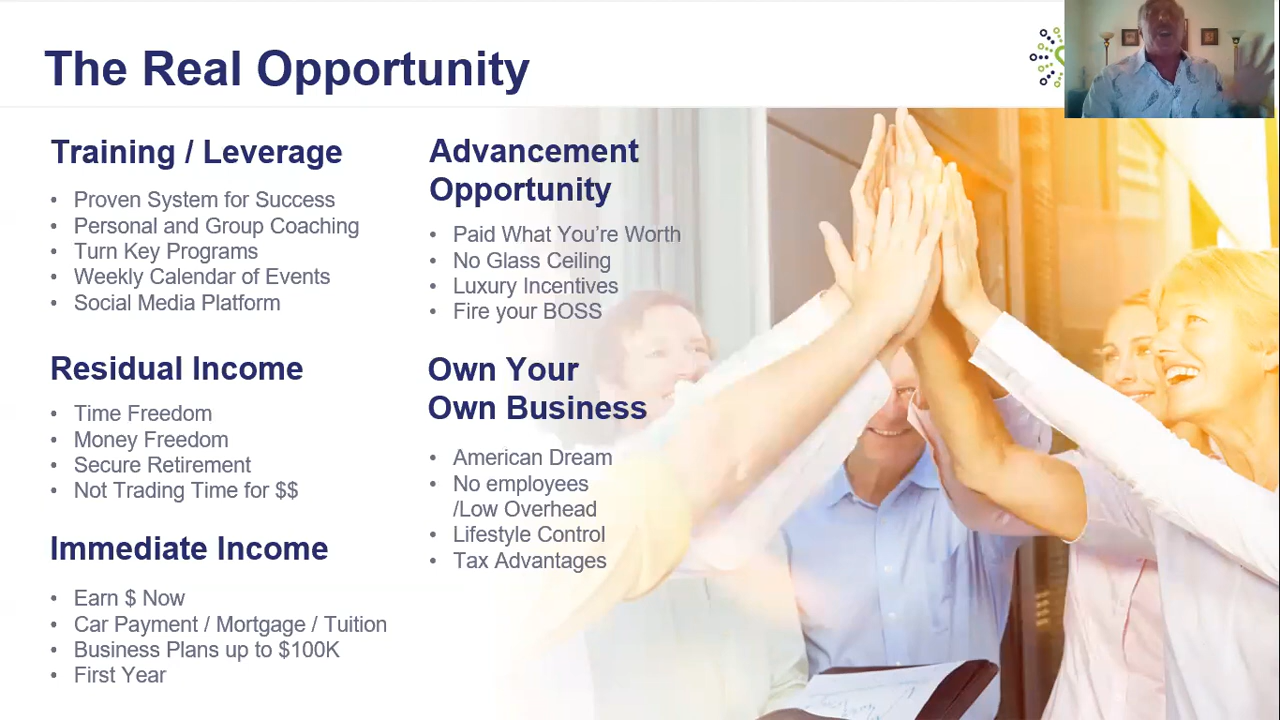 The Real Opportunity
Training / Leverage
• Proven System for Success
• Personal and Group Coaching
• Turn Key Programs
• Weekly Calendar of Events
• Social Media Platform
Residual Income
• Time Freedom
• Money Freedom
• Secure Retirement
• Not Trading Time for $$
Immediate Income
• Earn $ Now
• Car Payment / Mortgage / Tuition
• Business Plans up to $100K
• First Year
Advancement
Opportunity
• Paid What You're Worth
• No Glass Ceiling
• Luxury Incentives
• Fire your BOSS
Own Your
Own Business
• American Dream
• No employees
/Low Overhead
• Lifestyle Control
• Tax Advantages